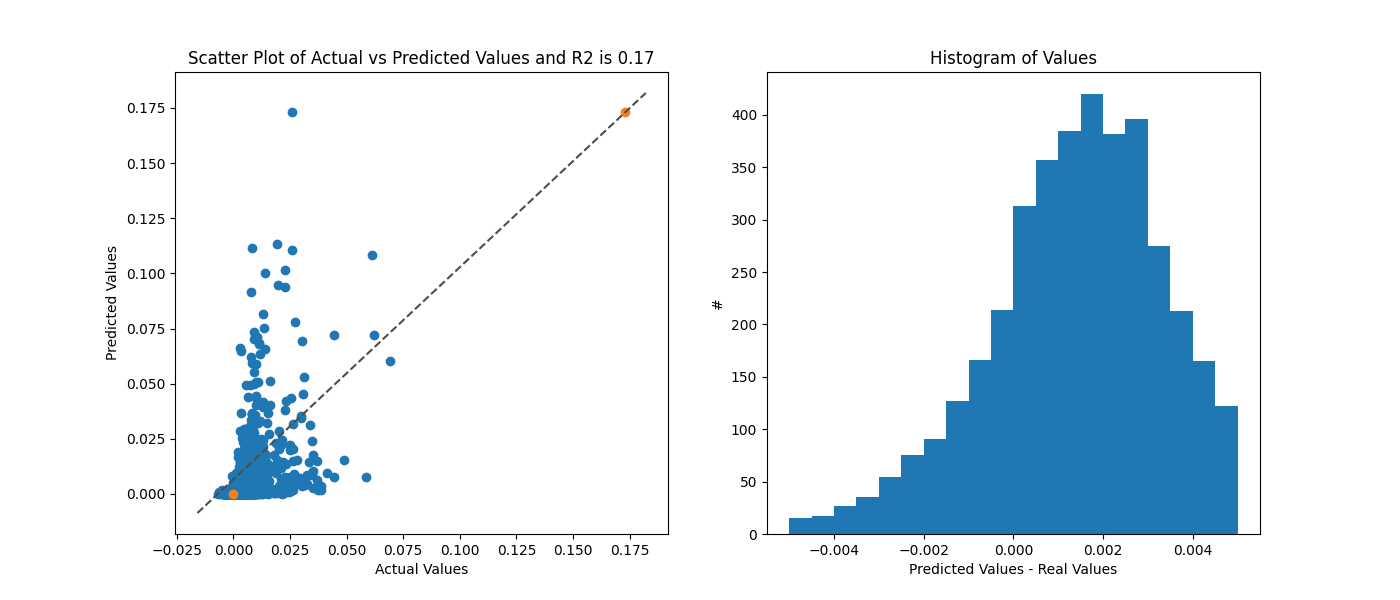 Scatter Plot of Actual vs Predicted Values and R2 is 0.17
Predicted Values
0.175
0.150
0.125
0.100
0.075
0.050
0.025
0.000
−0.025 0.000 0.025 0.050 0.075 0.100 0.125 0.150 0.175
Actual Values
Histogram of Values
#
400
350
300
250
200
150
100
50
0
−0.004 −0.002 0.000 0.002 0.004
Predicted Values - Real Values